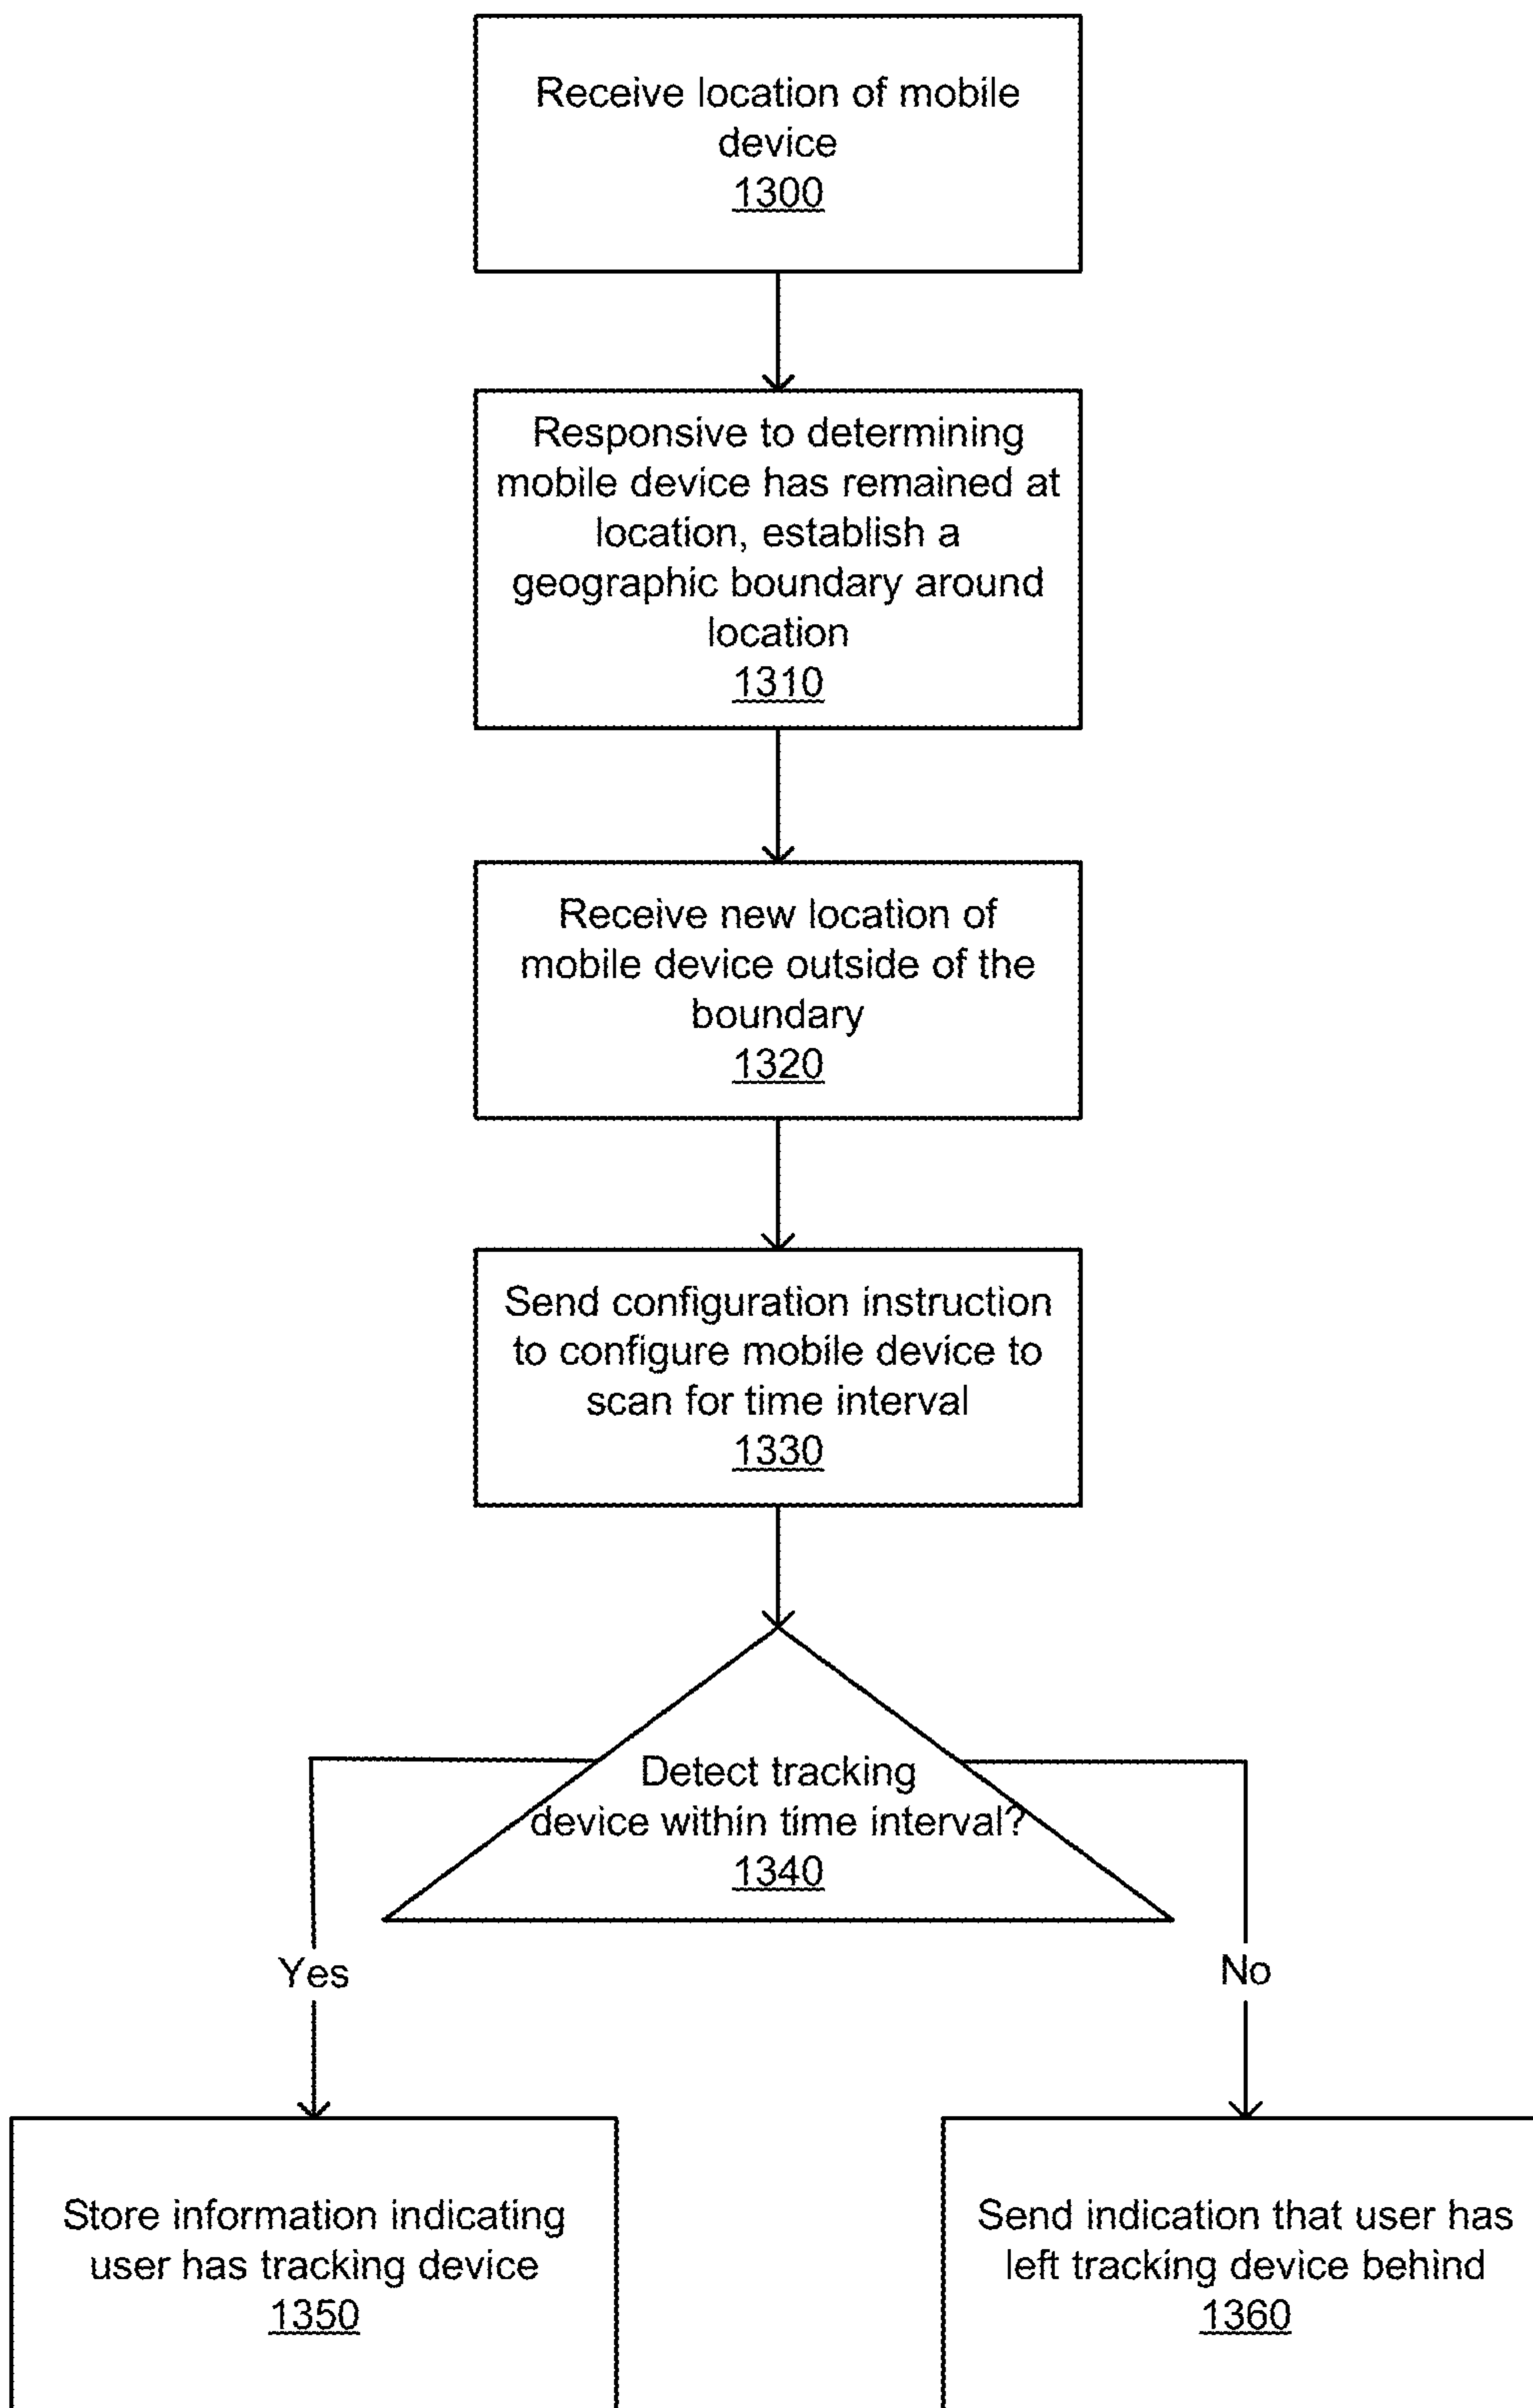 Receive location of mobile
device
1300
Responsive to determining
mobile device has remained at
location, establish a
geographic boundary around
location
1310
Receive new location of
mobile device outside of the
boundary
1320
Send configuration instruction
to configure mobile device to
scan for time interval
1330
Detect tracking
device within time interval?
1340
Yes
No
Store information indicating
user has tracking device
1350
Send indication that user has
left tracking device behind
1360